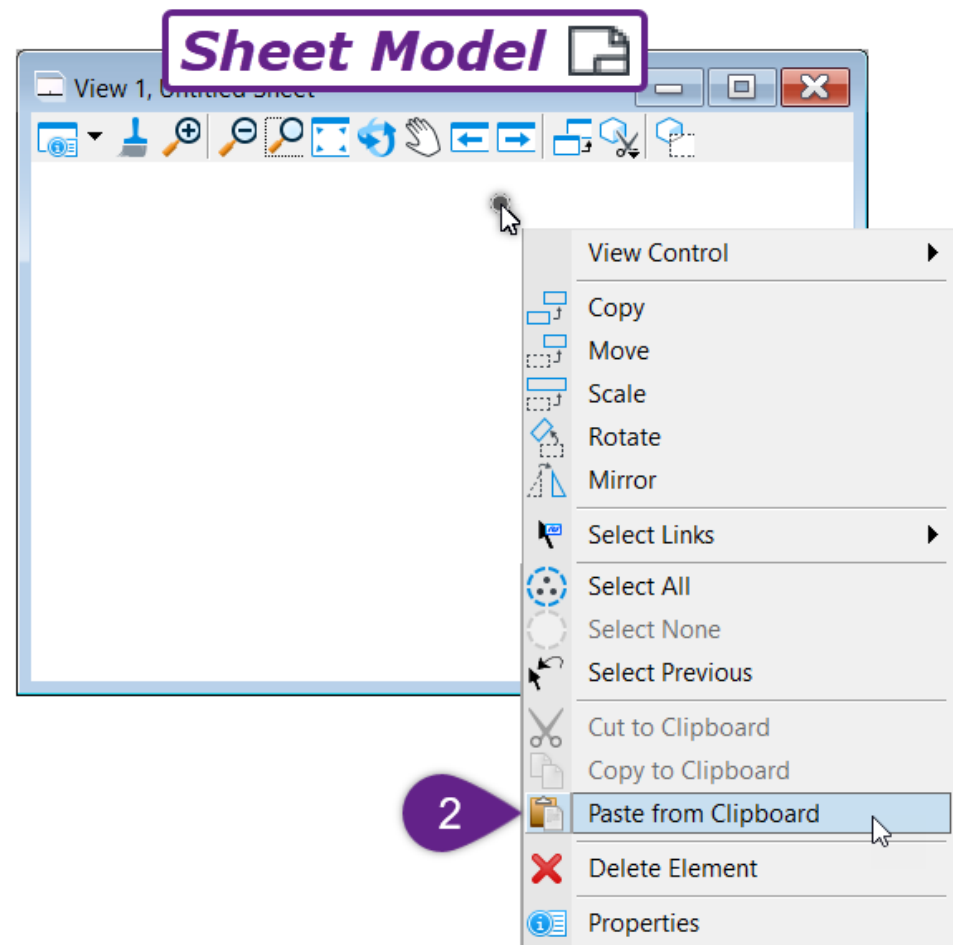 Sheet Model
View 1, Untitled Sheet
View Control
Copy
Move
Scale
Rotate
Mirror
Select Links
Select All
Select None
Select Previous
Cut to Clipboard
Copy to Clipboard
2
Paste from Clipboard
Delete Element
Properties